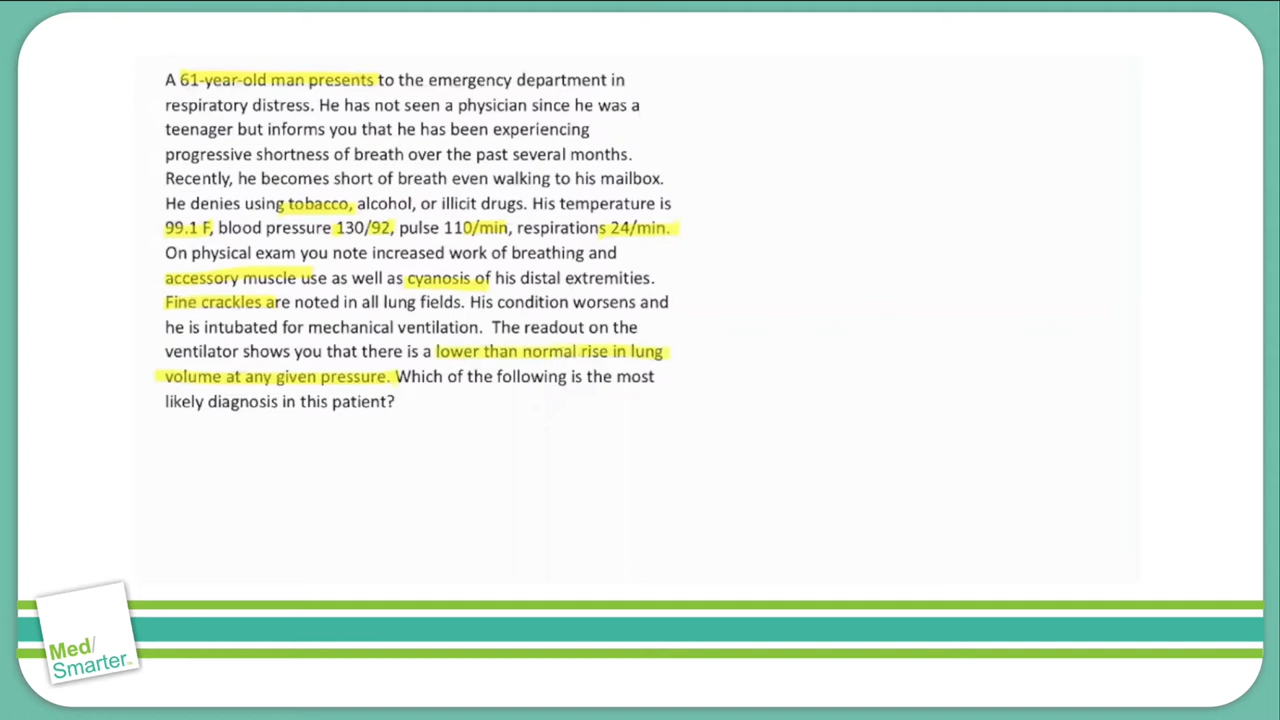 A 61-year-old man presents to the emergency department in
respiratory distress. He has not seen a physician since he was a
teenager but informs you that he has been experiencing
progressive shortness of breath over the past several months.
Recently, he becomes short of breath even walking to his mailbox.
He denies using tobacco, alcohol, or illicit drugs. His temperature is
99.1 F, blood pressure 130/92, pulse 110/min, respirations 24/min.
On physical exam you note increased work of breathing and
accessory muscle use as well as cyanosis of his distal extremities.
Fine crackles are noted in all lung fields. His condition worsens and
he is intubated for mechanical ventilation. The readout on the
ventilator shows you that there is a lower than normal rise in lung
volume at any given pressure. Which of the following is the most
likely diagnosis in this patient?
Med/
Smarter™